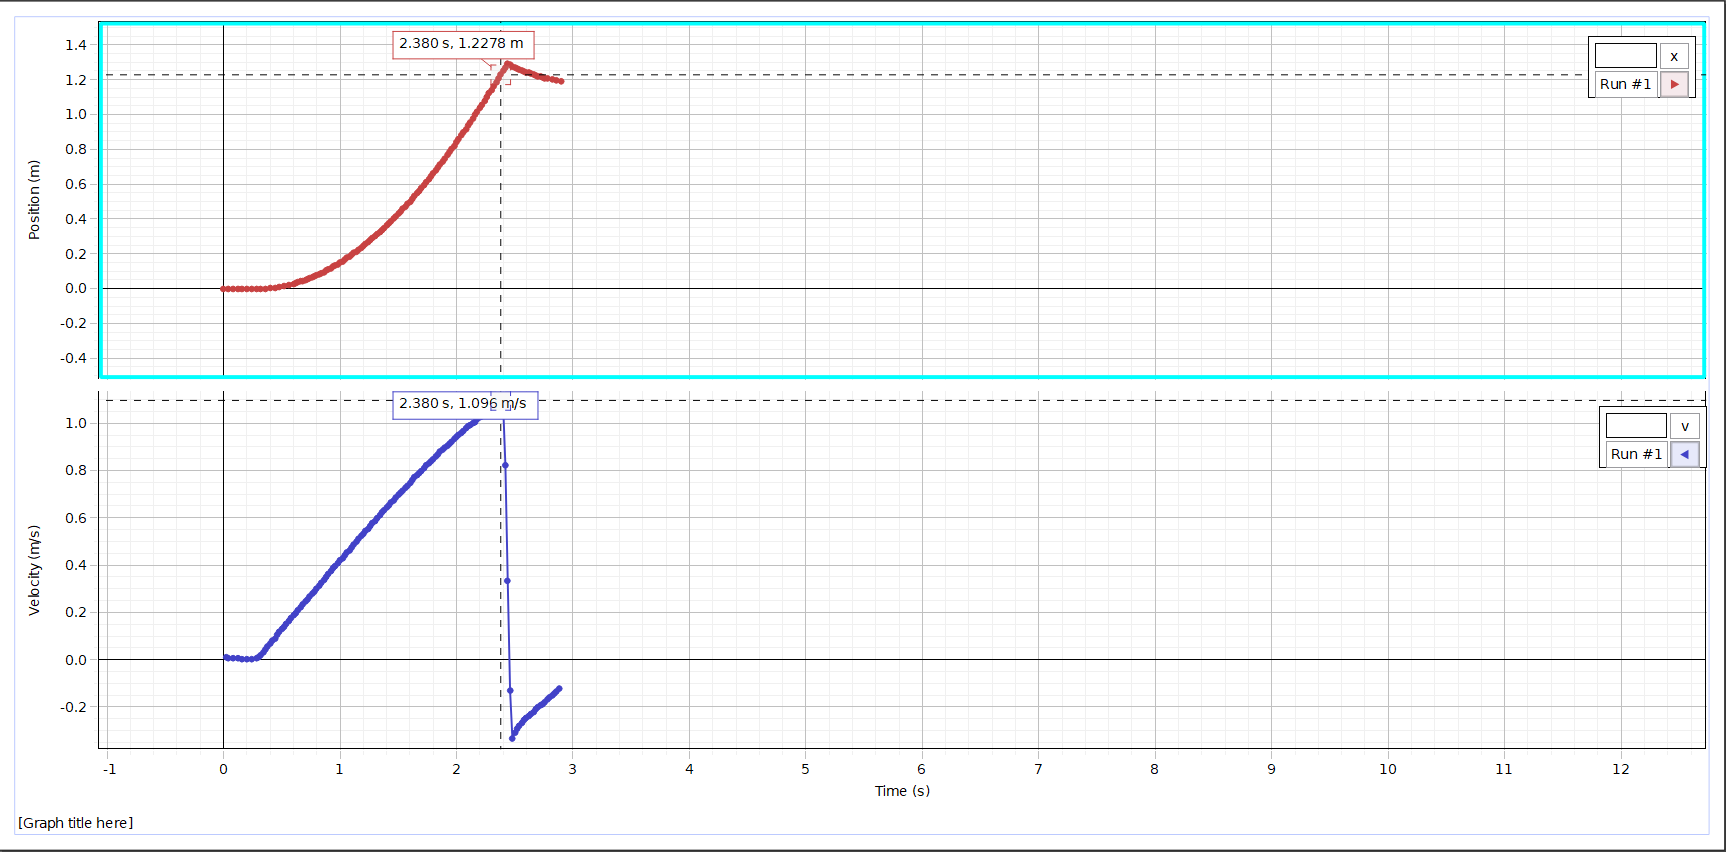 2.380 s, 1.2278 m
1.4
1.2
1.0
0.8
0.6
0.4
0.2
0.0
-0.2
-0.4
Position (m)
x
Run #1
2.380 s, 1.096 m/s
1.0
0.8
0.6
0.4
0.2
0.0
-0.2
Velocity (m/s)
v
Run #1
-1 0 1 2 3 4 5 6 7 8 9 10 11 12
Time (s)
[Graph title here]